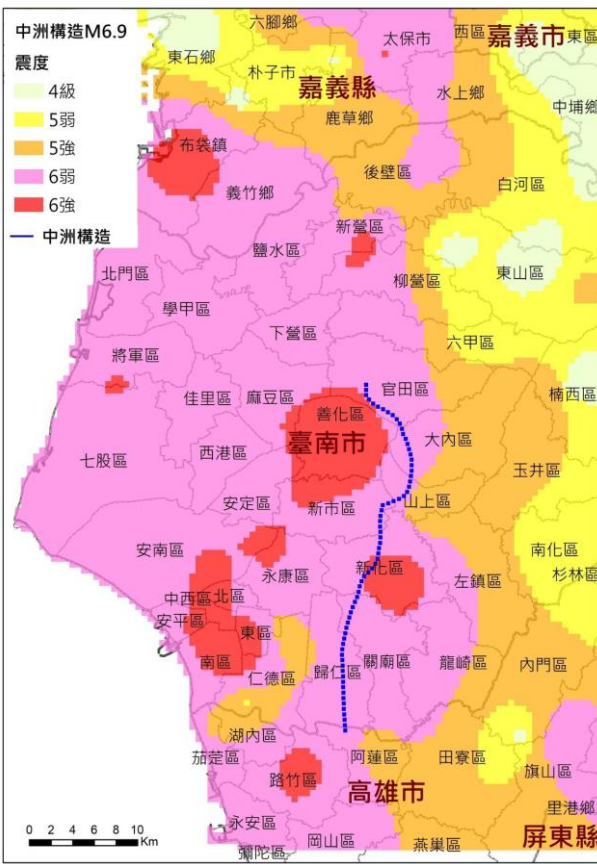 中洲構造M6.9
震度
4級
5弱
5強
6弱
6強
中洲構造
六腳鄉
太保市
西區
嘉義市
東區
東石鄉
朴子市
嘉義縣
水上鄉
中埔鄉
鹿草鄉
布袋鎮
後壁區
白河區
義竹鄉
新營區
鹽水區
北門區
柳營區
東山區
學甲區
下營區
六甲區
將軍區
官田區
楠西區
佳里區
麻豆區
善化區
臺南市
大內區
七股區
西港區
玉井區
安定區
新市區
山上區
安南區
永康區
新化區
左鎮區
南化區
杉林區
中西區
北區
安平區
東區
南區
仁德區
歸仁區
關廟區
龍崎區
內門區
湖內區
茄萣區
阿蓮區
田寮區
旗山區
路竹區
高雄市
里港鄉
永安區
岡山區
燕巢區
屏東縣
彌陀區
0 2 4 6 8 10
Km